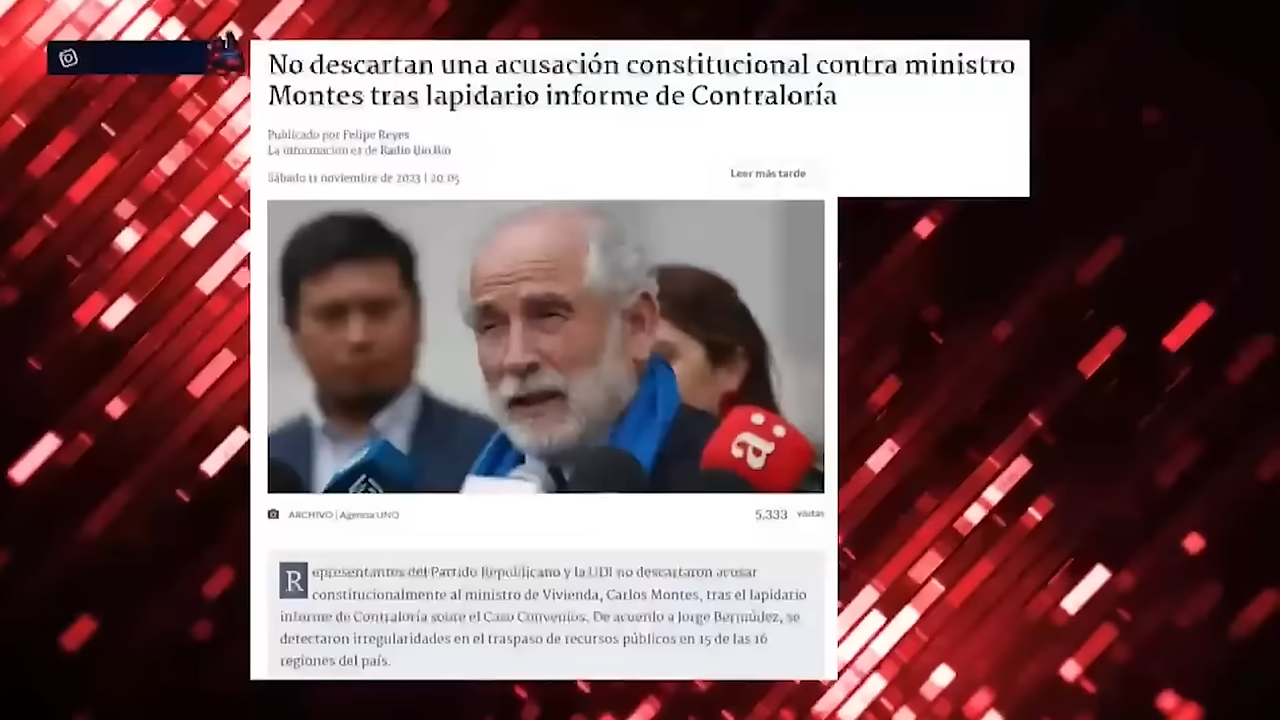 No descartan una acusación constitucional contra ministro
Montes tras lapidario informe de Contraloría
Publicado por Felipe Reyes
La información es de Radio Bio Bio
Sábado 11 noviembre de 2023 | 20:05
Leer más tarde
a:
ARCHIVO | Agencia UNO
5.333 visitas
Representantes del Partido Republicano y la UDI no descartaron acusar
constitucionalmente al ministro de Vivienda, Carlos Montes, tras el lapidario
informe de Contraloría sobre el Caso Convenios. De acuerdo a Jorge Bermúdez, se
detectaron irregularidades en el traspaso de recursos públicos en 15 de las 16
regiones del país.